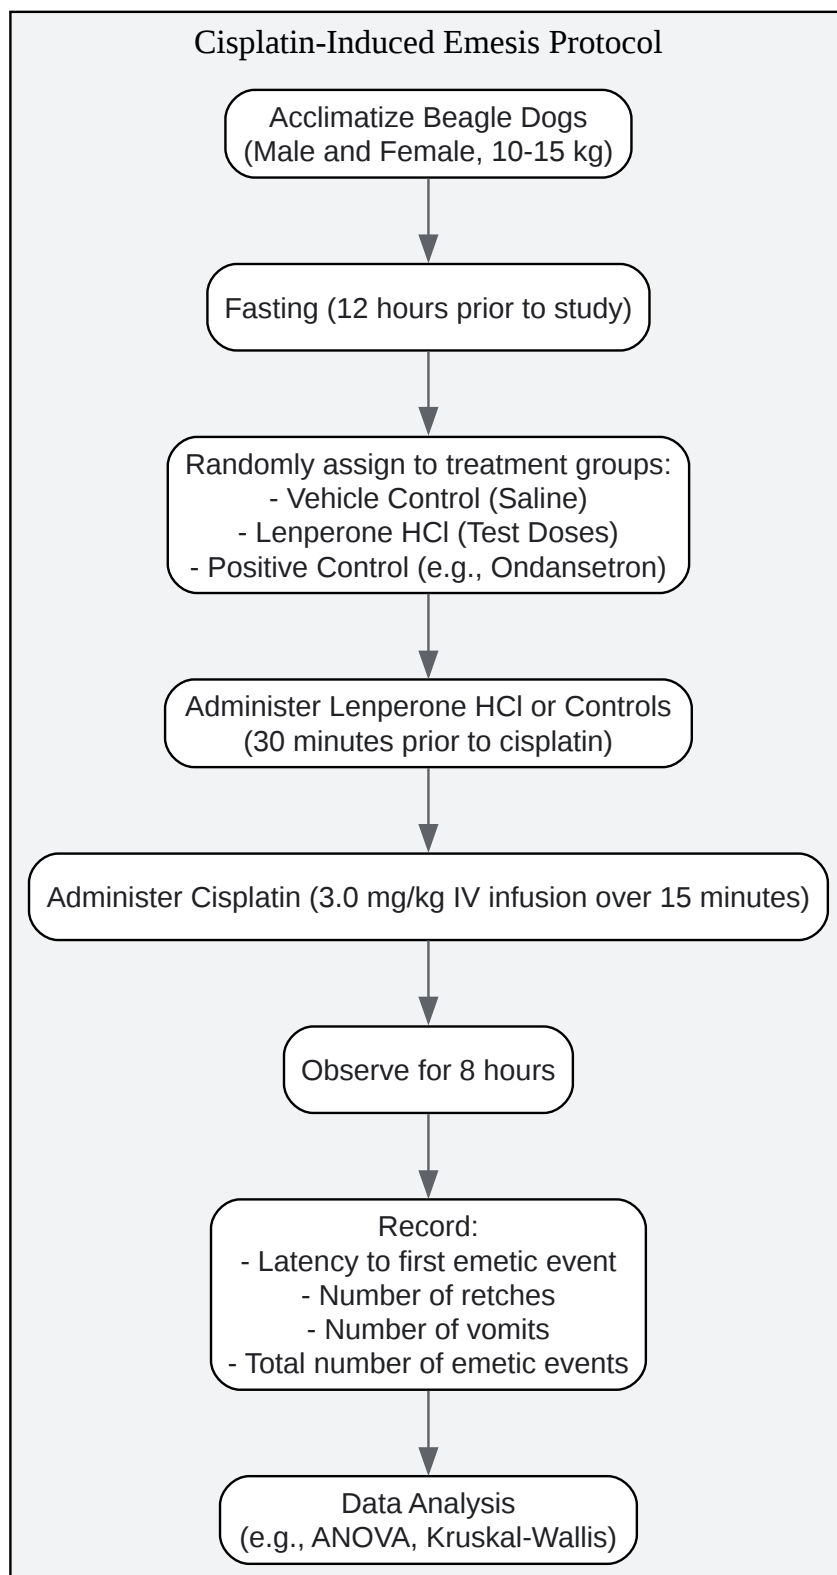 Cisplatin-Induced Emesis Protocol
Acclimatize Beagle Dogs
(Male and Female, 10-15 kg)
Fasting (12 hours prior to study)
Randomly assign to treatment groups:
- Vehicle Control (Saline)
- Lenperone HCl (Test Doses)
- Positive Control (e.g., Ondansetron)
Administer Lenperone HCl or Controls
(30 minutes prior to cisplatin)
Administer Cisplatin (3.0 mg/kg IV infusion over 15 minutes)
Observe for 8 hours
Record:
- Latency to first emetic event
- Number of retches
- Number of vomits
- Total number of emetic events
Data Analysis
(e.g., ANOVA, Kruskal-Wallis)